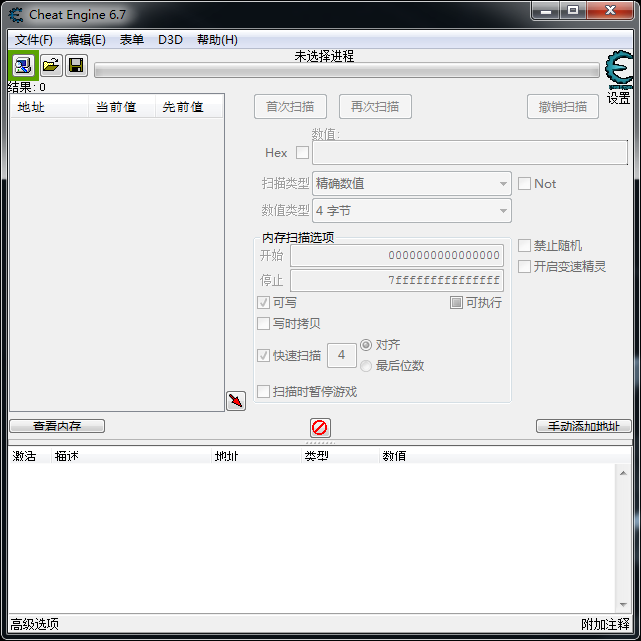 Cheat Engine 6.7
文件(F) 编辑(E) 表单 D3D 帮助(H)
未选择进程
设置
结果: 0
地址 当前值 先前值
首次扫描 再次扫描 撤销扫描
数值:
Hex
扫描类型 精确数值 Not
数值类型 4 字节
内存扫描选项
开始 0000000000000000
停止 7fffffffffffffff
禁止随机
开启变速精灵
可写 可执行
写时拷贝
快速扫描 4 对齐
最后位数
扫描时暂停游戏
查看内存 手动添加地址
激活 描述 地址 类型 数值
高级选项 附加注释